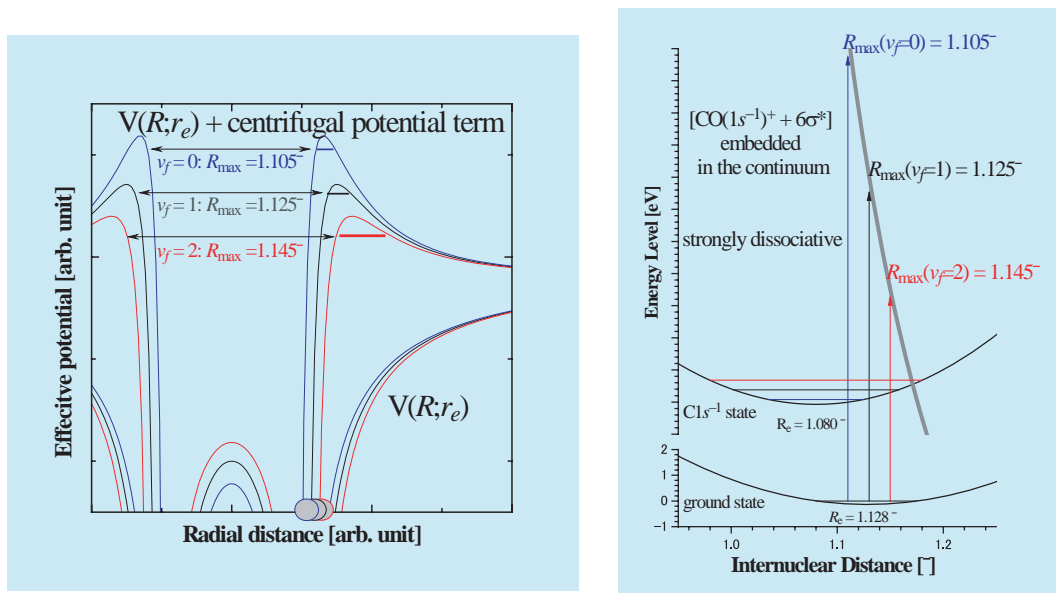 V(R;re) + centrifugal potential term
vf = 0: Rmax=1.105‾
vf = 1: Rmax=1.125‾
vf = 2: Rmax=1.145‾
V(R;re)
Effecitve potential [arb. unit]
Radial distance [arb. unit]
Rmax(vf=0) = 1.105‾
[CO(1s⁻¹)⁺ + 6σ*]
embedded
in the continuum
Rmax(vf=1) = 1.125‾
strongly dissociative
Rmax(vf=2) = 1.145‾
Energy Level [eV]
C1s⁻¹ state
Re = 1.080‾
2
1
0
-1
ground state
Re = 1.128‾
1.0
1.1
1.2
Internuclear Distance [‾]